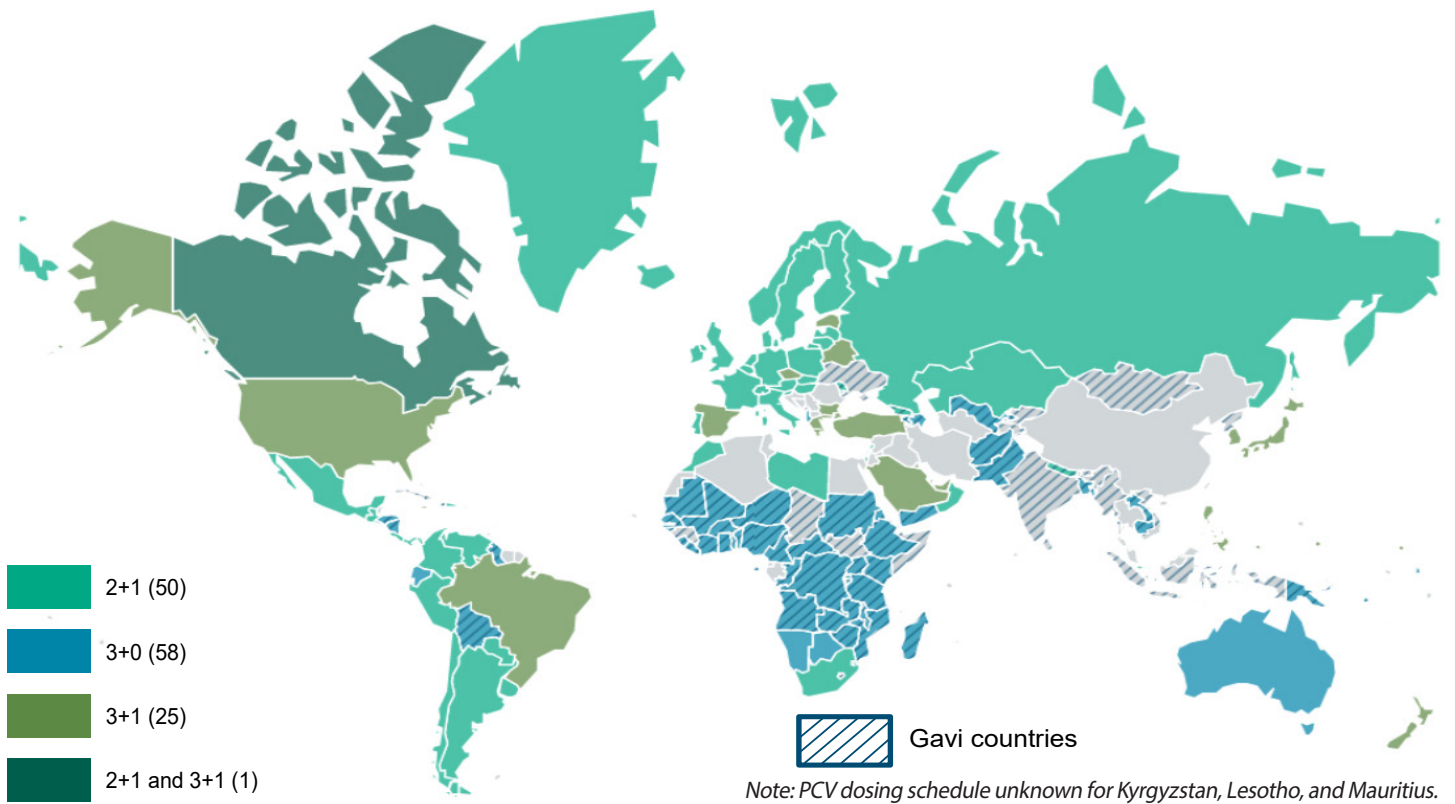 2+1 (50)
3+0 (58)
3+1 (25)
2+1 and 3+1 (1)
Gavi countries
Note: PCV dosing schedule unknown for Kyrgyzstan, Lesotho, and Mauritius.